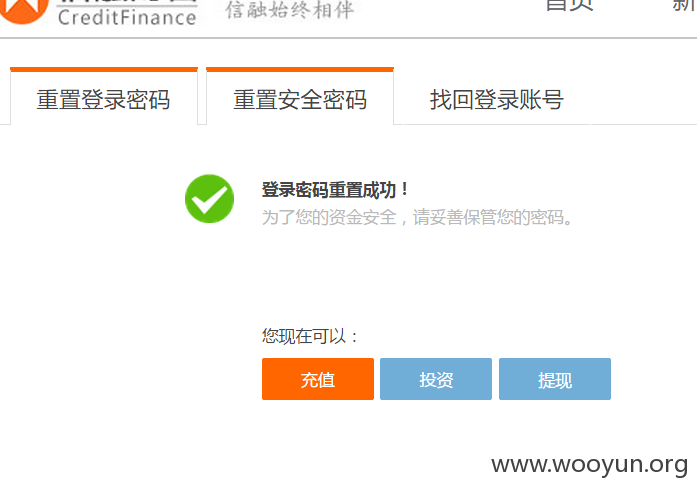 首页
CreditFinance
信融始终相伴
重置登录密码
重置安全密码
找回登录账号
登录密码重置成功！
为了您的资金安全，请妥善保管您的密码。
您现在可以：
充值
投资
提现
www.wooyun.org